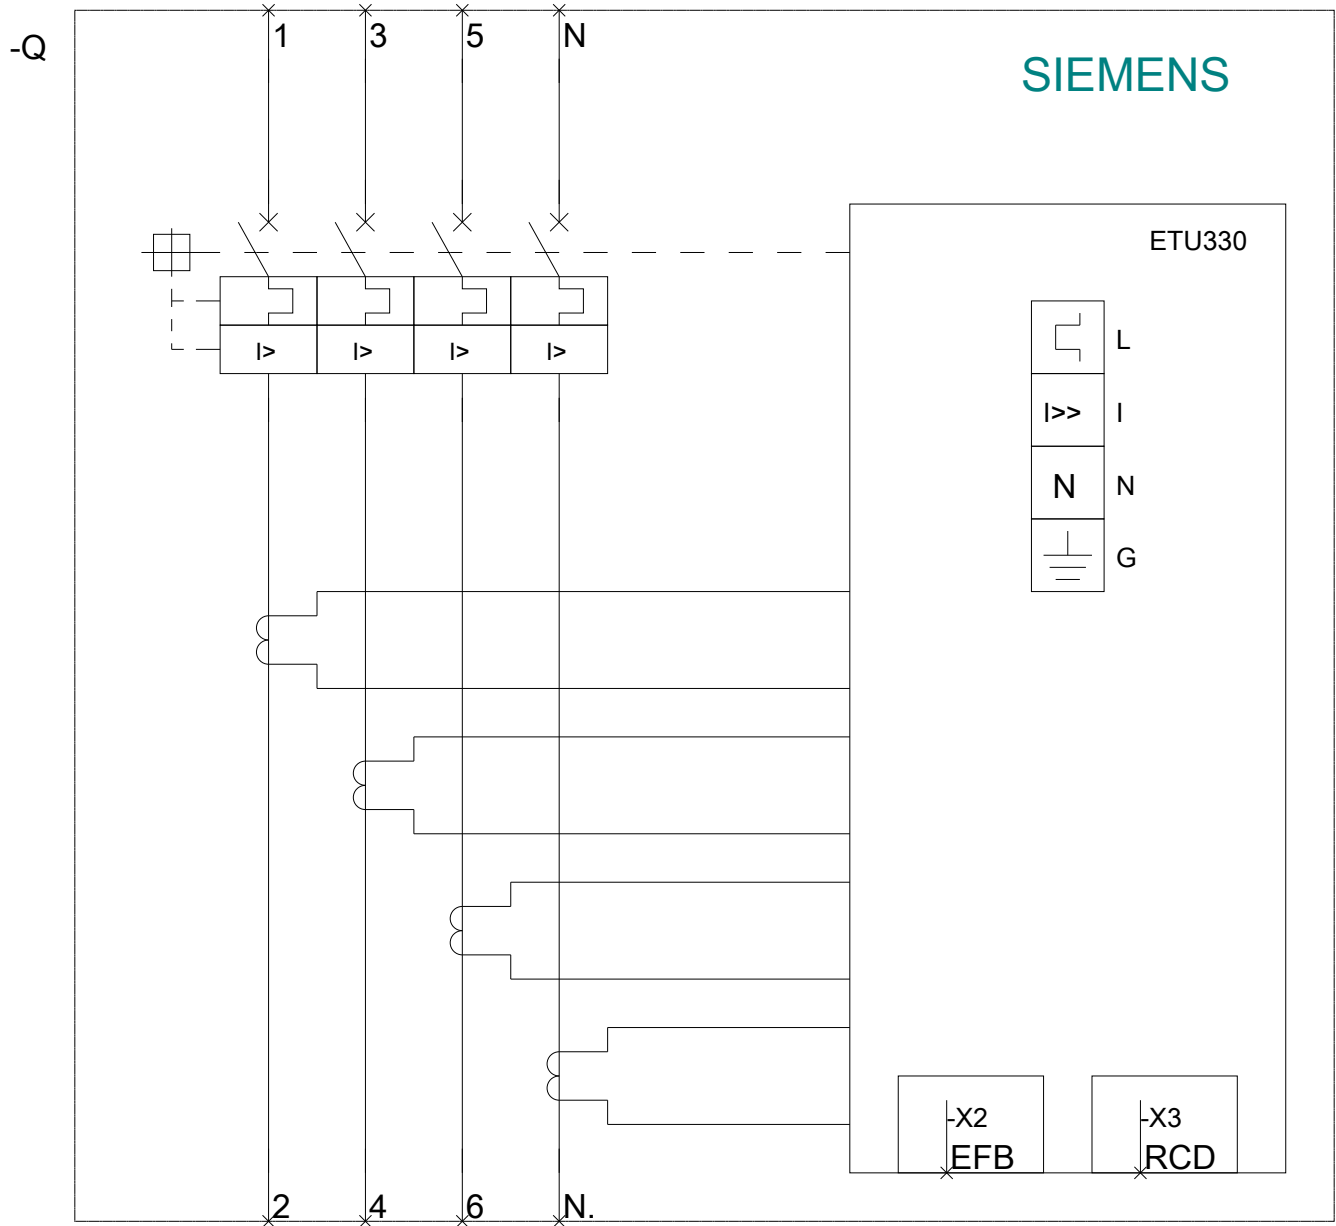 1 3 5 N
-Q
SIEMENS
ETU330
I> I> I> I>
L
I>> I
N N
G
-X2
EFB
-X3
RCD
2 4 6 N.